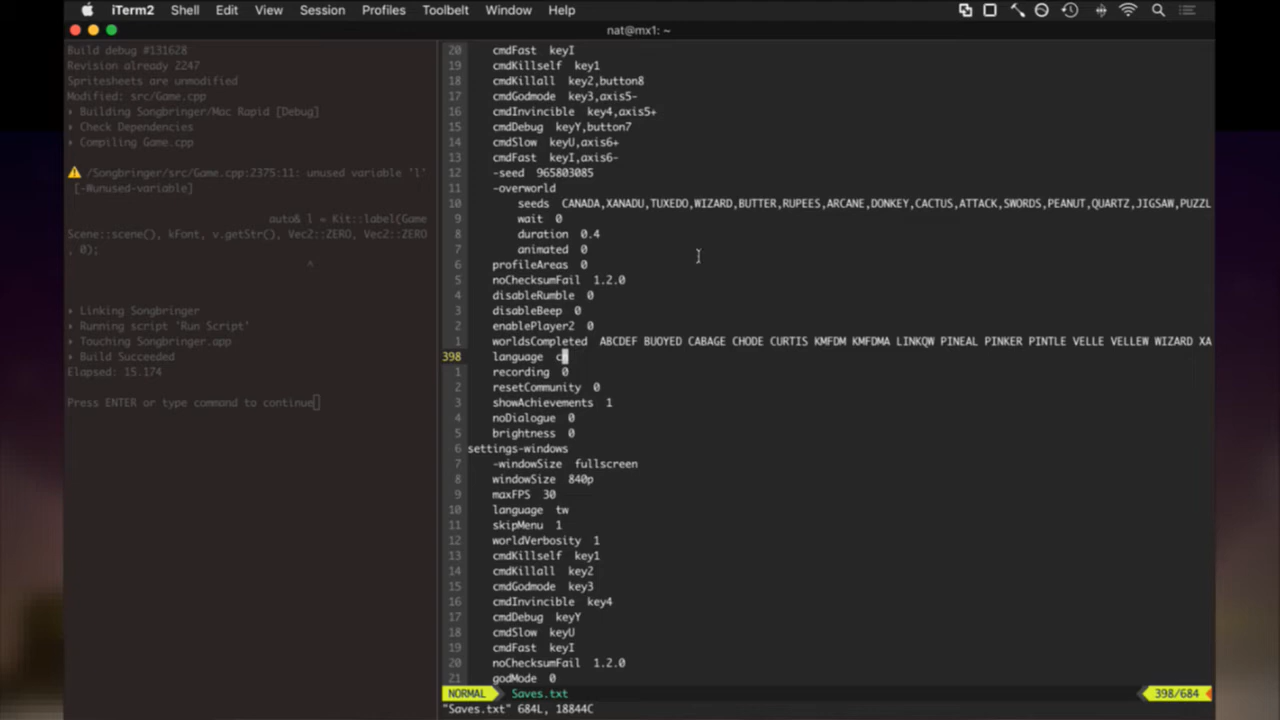 iTerm2 Shell Edit View Session Profiles Toolbelt Window Help
nat@mx1: ~
Build debug #131628
Revision already 2247
Spritesheets are unmodified
Modified: src/Game.cpp
▸ Building Songbringer/Mac Rapid [Debug]
▸ Check Dependencies
▸ Compiling Game.cpp
⚠️ /Songbringer/src/Game.cpp:2375:11: unused variable 'l'
[-Wunused-variable]
auto& l = Kit::label(Game
Scene::scene(), kFont, v.getStr(), Vec2::ZERO, Vec2::ZERO
, 0);
^
▸ Linking Songbringer
▸ Running script 'Run Script'
▸ Touching Songbringer.app
▸ Build Succeeded
Elapsed: 15.174
Press ENTER or type command to continue
20 cmdFast keyI
19 cmdKillself key1
18 cmdKillall key2,button8
17 cmdGodmode key3,axis5-
16 cmdInvincible key4,axis5+
15 cmdDebug keyY,button7
14 cmdSlow keyU,axis6+
13 cmdFast keyI,axis6-
12 -seed 965803085
11 -overworld
10 seeds CANADA,XANADU,TUXEDO,WIZARD,BUTTER,RUPEES,ARCANE,DONKEY,CACTUS,ATTACK,SWORDS,PEANUT,QUARTZ,JIGSAW,PUZZL
9 wait 0
8 duration 0.4
7 animated 0
6 profileAreas 0
5 noChecksumFail 1.2.0
4 disableRumble 0
3 disableBeep 0
2 enablePlayer2 0
1 worldsCompleted ABCDEF BUOYED CABAGE CHODE CURTIS KMFDM KMFDMA LINKQW PINEAL PINKER PINTLE VELLE VELLEW WIZARD XA
398 language
1 recording 0
2 resetCommunity 0
3 showAchievements 1
4 noDialogue 0
5 brightness 0
6 settings-windows
7 -windowSize fullscreen
8 windowSize 840p
9 maxFPS 30
10 language tw
11 skipMenu 1
12 worldVerbosity 1
13 cmdKillself key1
14 cmdKillall key2
15 cmdGodmode key3
16 cmdInvincible key4
17 cmdDebug keyY
18 cmdSlow keyU
19 cmdFast keyI
20 noChecksumFail 1.2.0
21 godMode 0
NORMAL Saves.txt 398/684
"Saves.txt" 684L, 18844C